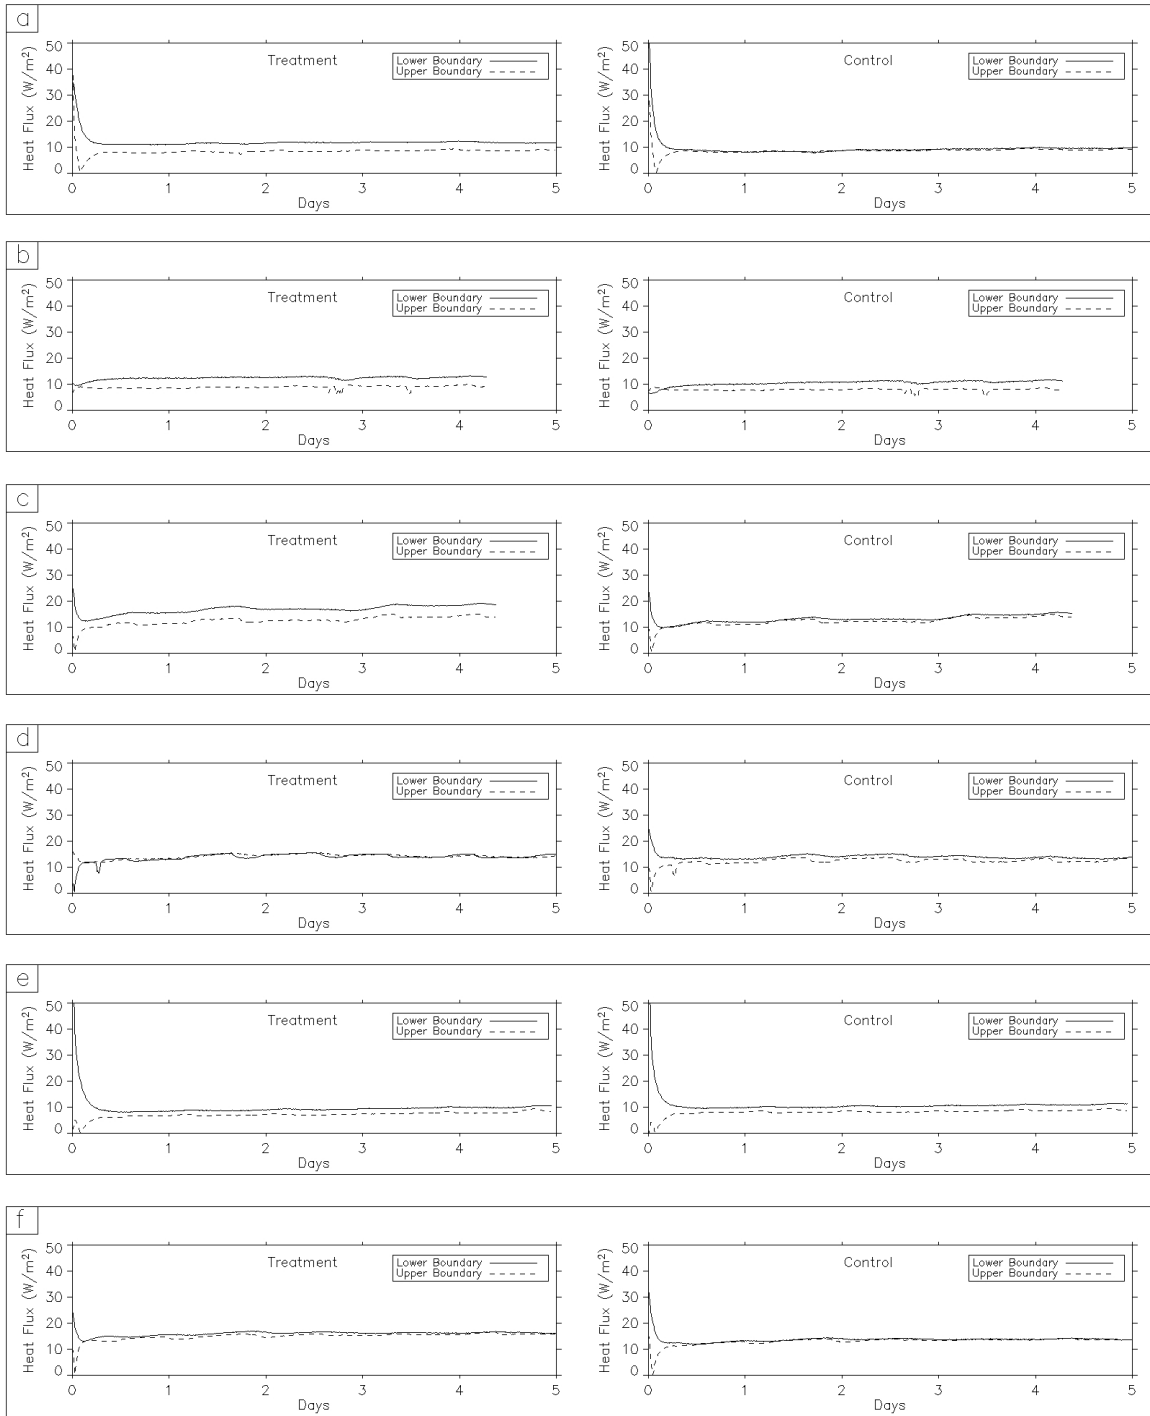 a
Treatment
Lower Boundary
Upper Boundary
Heat Flux (W/m²)
50
40
30
20
10
0
0 1 2 3 4 5
Days
Control
Lower Boundary
Upper Boundary
Heat Flux (W/m²)
50
40
30
20
10
0
0 1 2 3 4 5
Days
b
Treatment
Lower Boundary
Upper Boundary
Heat Flux (W/m²)
50
40
30
20
10
0
0 1 2 3 4 5
Days
Control
Lower Boundary
Upper Boundary
Heat Flux (W/m²)
50
40
30
20
10
0
0 1 2 3 4 5
Days
c
Treatment
Lower Boundary
Upper Boundary
Heat Flux (W/m²)
50
40
30
20
10
0
0 1 2 3 4 5
Days
Control
Lower Boundary
Upper Boundary
Heat Flux (W/m²)
50
40
30
20
10
0
0 1 2 3 4 5
Days
d
Treatment
Lower Boundary
Upper Boundary
Heat Flux (W/m²)
50
40
30
20
10
0
0 1 2 3 4 5
Days
Control
Lower Boundary
Upper Boundary
Heat Flux (W/m²)
50
40
30
20
10
0
0 1 2 3 4 5
Days
e
Treatment
Lower Boundary
Upper Boundary
Heat Flux (W/m²)
50
40
30
20
10
0
0 1 2 3 4 5
Days
Control
Lower Boundary
Upper Boundary
Heat Flux (W/m²)
50
40
30
20
10
0
0 1 2 3 4 5
Days
f
Treatment
Lower Boundary
Upper Boundary
Heat Flux (W/m²)
50
40
30
20
10
0
0 1 2 3 4 5
Days
Control
Lower Boundary
Upper Boundary
Heat Flux (W/m²)
50
40
30
20
10
0
0 1 2 3 4 5
Days